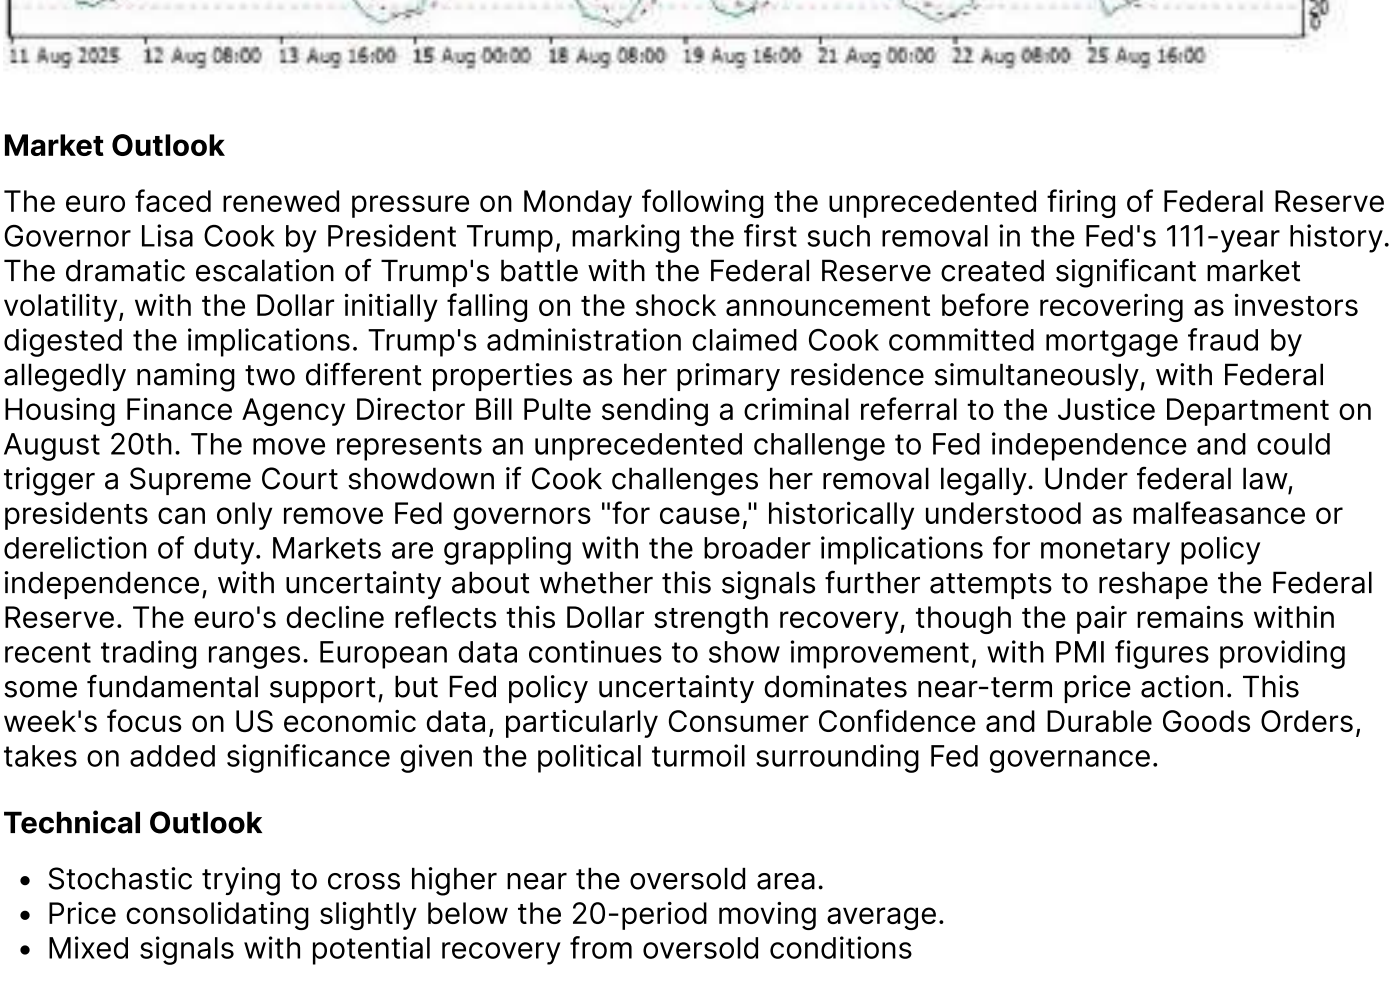 20
0
11 Aug 2025 12 Aug 08:00 13 Aug 16:00 15 Aug 00:00 18 Aug 08:00 19 Aug 16:00 21 Aug 00:00 22 Aug 08:00 25 Aug 16:00
Market Outlook
The euro faced renewed pressure on Monday following the unprecedented firing of Federal Reserve
Governor Lisa Cook by President Trump, marking the first such removal in the Fed's 111-year history.
The dramatic escalation of Trump's battle with the Federal Reserve created significant market
volatility, with the Dollar initially falling on the shock announcement before recovering as investors
digested the implications. Trump's administration claimed Cook committed mortgage fraud by
allegedly naming two different properties as her primary residence simultaneously, with Federal
Housing Finance Agency Director Bill Pulte sending a criminal referral to the Justice Department on
August 20th. The move represents an unprecedented challenge to Fed independence and could
trigger a Supreme Court showdown if Cook challenges her removal legally. Under federal law,
presidents can only remove Fed governors "for cause," historically understood as malfeasance or
dereliction of duty. Markets are grappling with the broader implications for monetary policy
independence, with uncertainty about whether this signals further attempts to reshape the Federal
Reserve. The euro's decline reflects this Dollar strength recovery, though the pair remains within
recent trading ranges. European data continues to show improvement, with PMI figures providing
some fundamental support, but Fed policy uncertainty dominates near-term price action. This
week's focus on US economic data, particularly Consumer Confidence and Durable Goods Orders,
takes on added significance given the political turmoil surrounding Fed governance.
Technical Outlook
• Stochastic trying to cross higher near the oversold area.
• Price consolidating slightly below the 20-period moving average.
• Mixed signals with potential recovery from oversold conditions